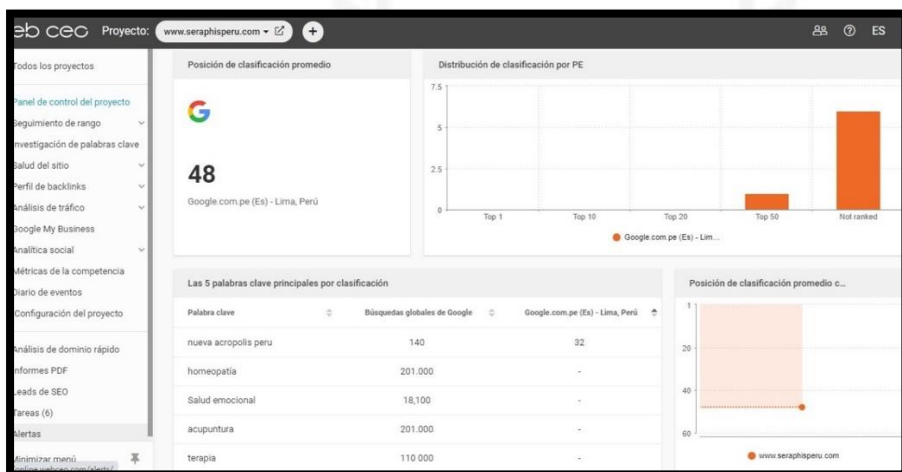 eb cec Proyecto: www.seraphisperu.com + ES
Todos los proyectos
Panel de control del proyecto
Seguimiento de rango
Investigación de palabras clave
Salud del sitio
Perfil de backlinks
Análisis de tráfico
Google My Business
Analítica social
Métricas de la competencia
Diario de eventos
Configuración del proyecto
Análisis de dominio rápido
Informes PDF
Leads de SEO
Tareas (6)
Alertas
Minimizar menú
online.webceo.com/alerts/
Posición de clasificación promedio
G
48
Google.com.pe (Es) - Lima, Perú
Distribución de clasificación por PE
7.5
5
2.5
0
Top 1 Top 10 Top 20 Top 50 Not ranked
Google.com.pe (Es) - Lim...
Las 5 palabras clave principales por clasificación
Palabra clave Búsquedas globales de Google Google.com.pe (Es) - Lima, Perú
nueva acropolis peru 140 32
homeopatía 201.000 -
Salud emocional 18,100 -
acupuntura 201.000 -
terapia 110 000 -
Posición de clasificación promedio c...
1
20
40
60
www.seraphisperu.com